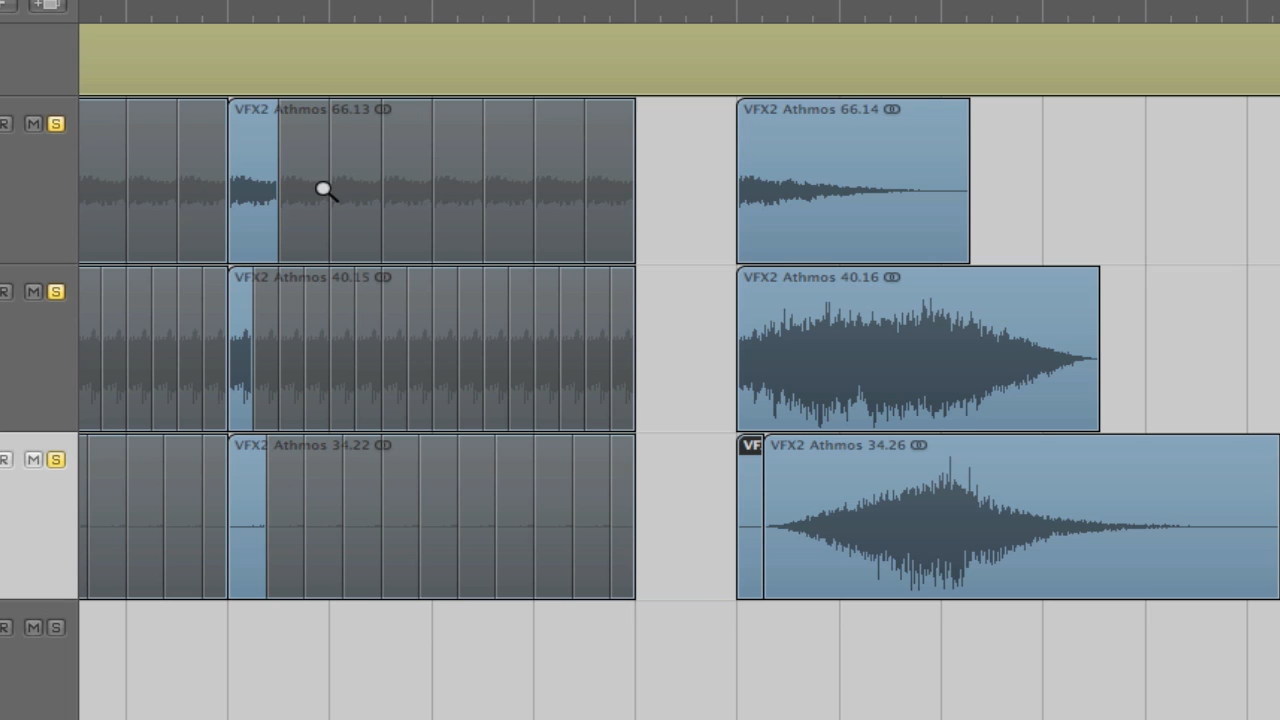 VFX2 Athmos 66.13 VFX2 Athmos 66.14
R M S
VFX2 Athmos 40.15 VFX2 Athmos 40.16
R M S
VFX2 Athmos 34.22 VF VFX2 Athmos 34.26
R M S
R M S